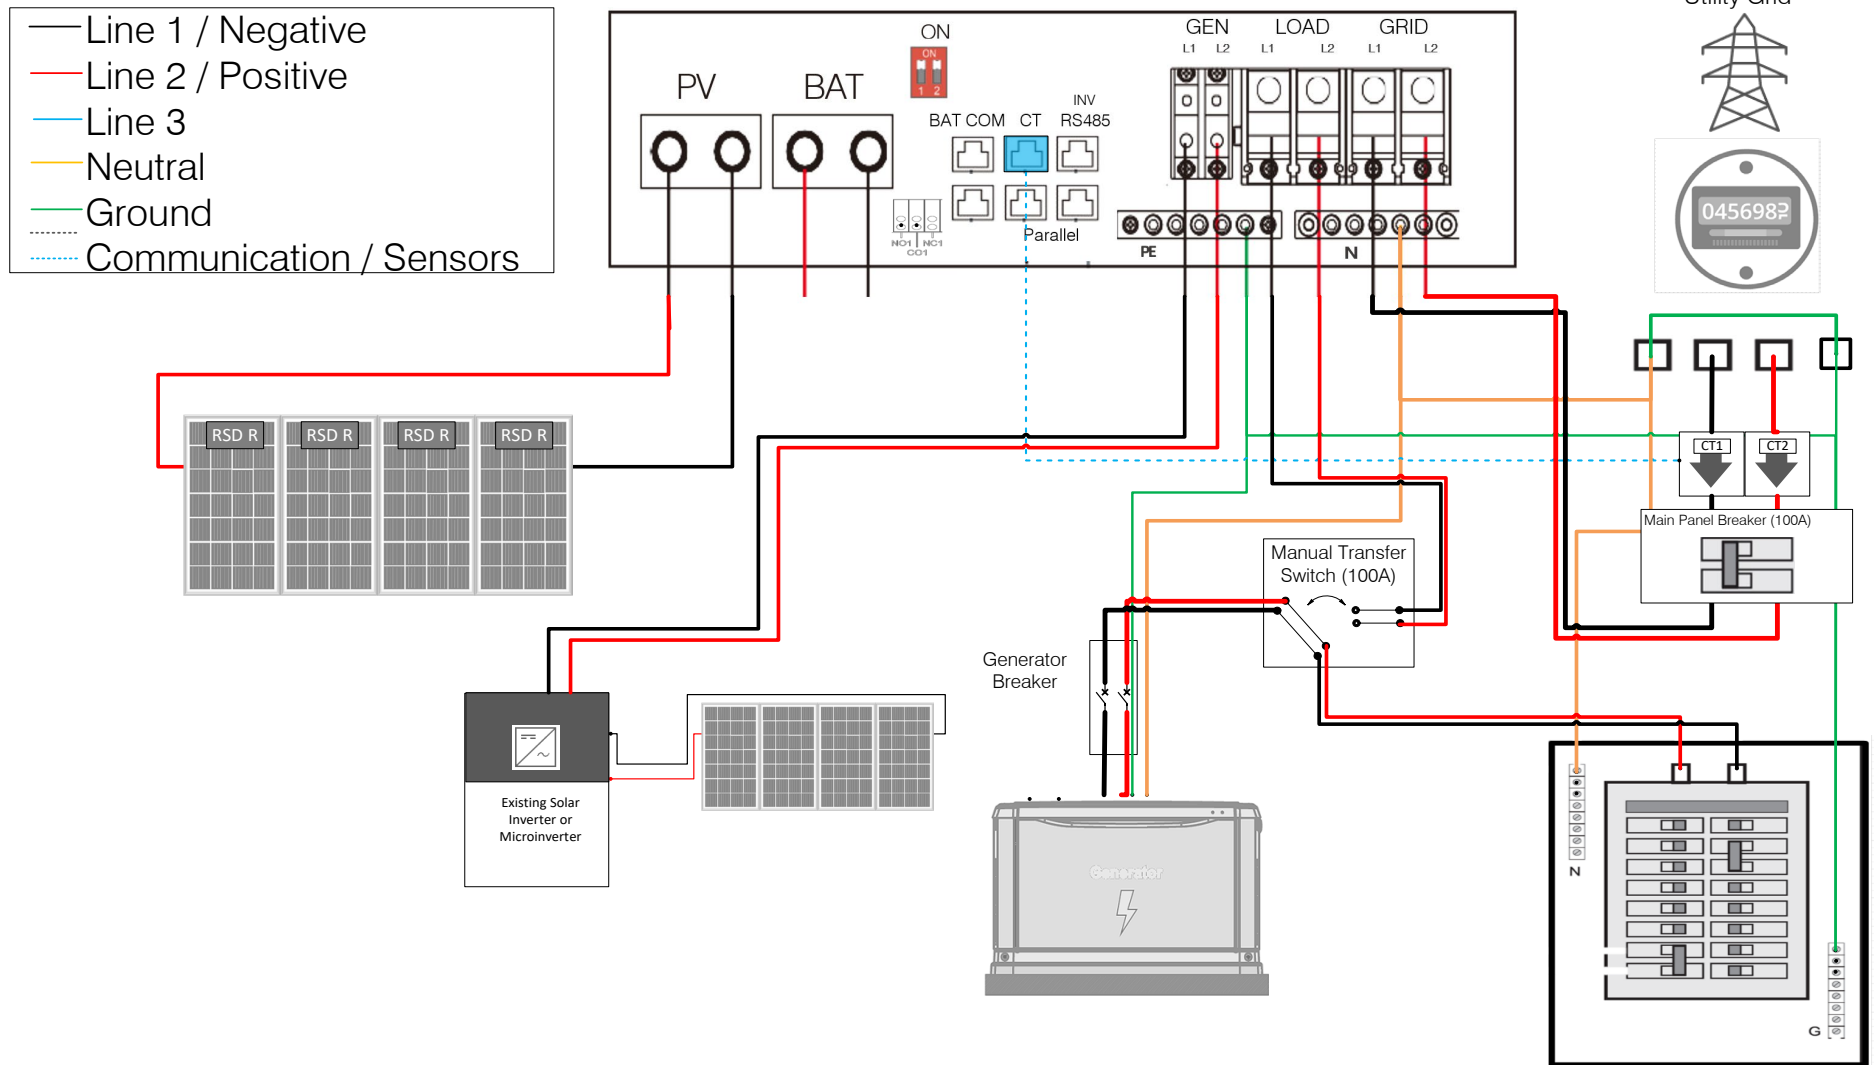 Line 1 / Negative
Line 2 / Positive
Line 3
Neutral
Ground
Communication / Sensors
PV
BAT
ON
ON
1 2
BAT COM CT
INV
RS485
Parallel
NO1 NC1
CO1
GEN LOAD GRID
L1 L2 L1 L2 L1 L2
PE
N
Utility Grid
045698
RSD R RSD R RSD R RSD R
CT1 CT2
Main Panel Breaker (100A)
Manual Transfer
Switch (100A)
Generator
Breaker
Existing Solar
Inverter or
Microinverter
Generator
N
G